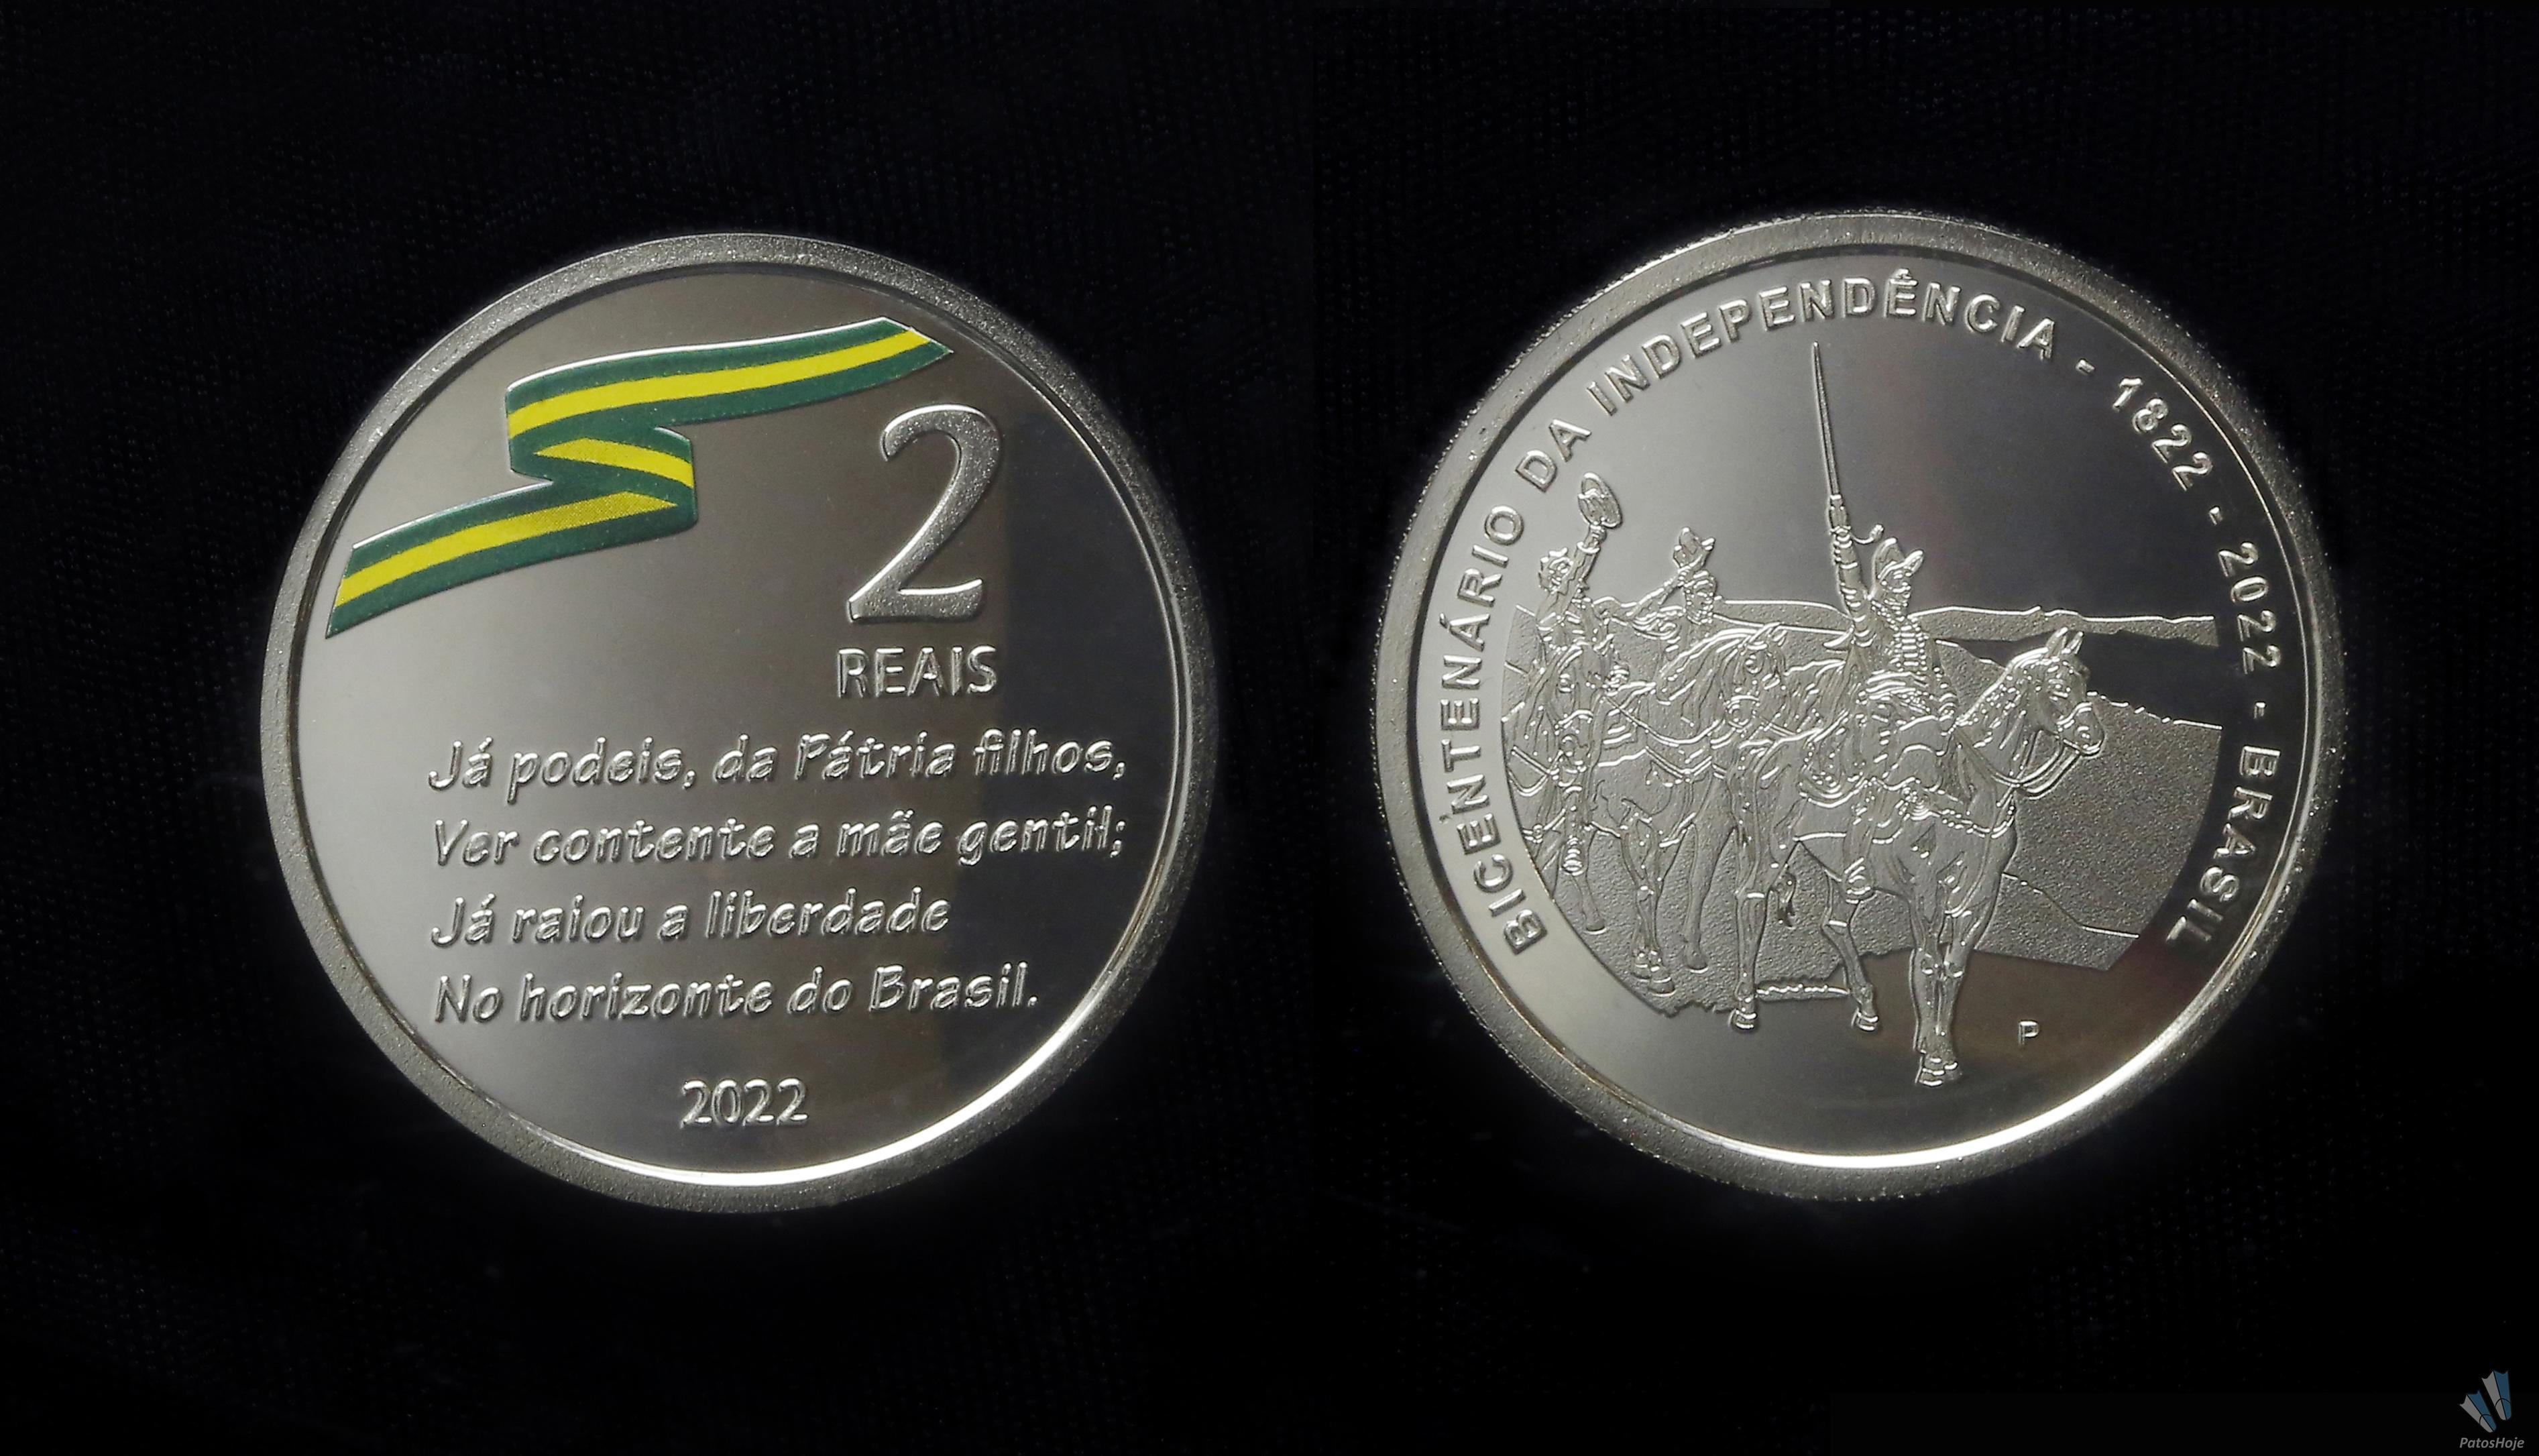 2
REAIS
Já podeis, da Pátria filhos,
Ver contente a mãe gentil;
Já raiou a liberdade
No horizonte do Brasil.
2022
BICENTENÁRIO DA INDEPENDÊNCIA - 1822 - 2022 - BRASIL
P
PatosHoje